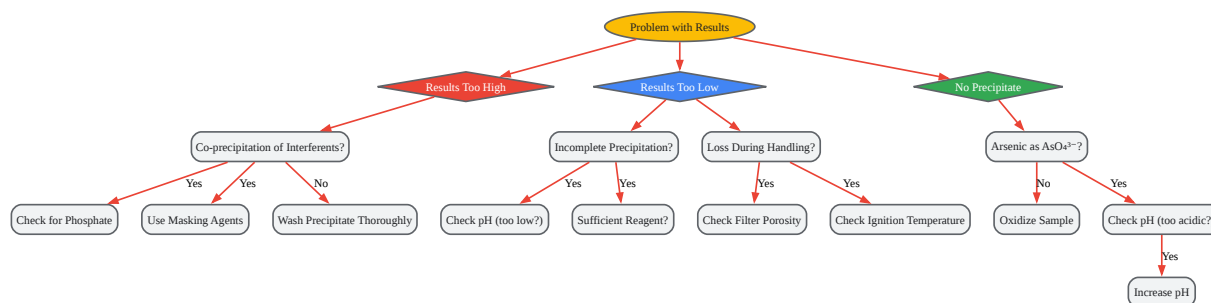 Problem with Results
Results Too High
Results Too Low
No Precipitate
Co-precipitation of Interferents?
Incomplete Precipitation?
Loss During Handling?
Arsenic as AsO₄³⁻?
Yes
Yes
No
Yes
Yes
Yes
Yes
No
Yes
Check for Phosphate
Use Masking Agents
Wash Precipitate Thoroughly
Check pH (too low?)
Sufficient Reagent?
Check Filter Porosity
Check Ignition Temperature
Oxidize Sample
Check pH (too acidic?
Yes
Increase pH